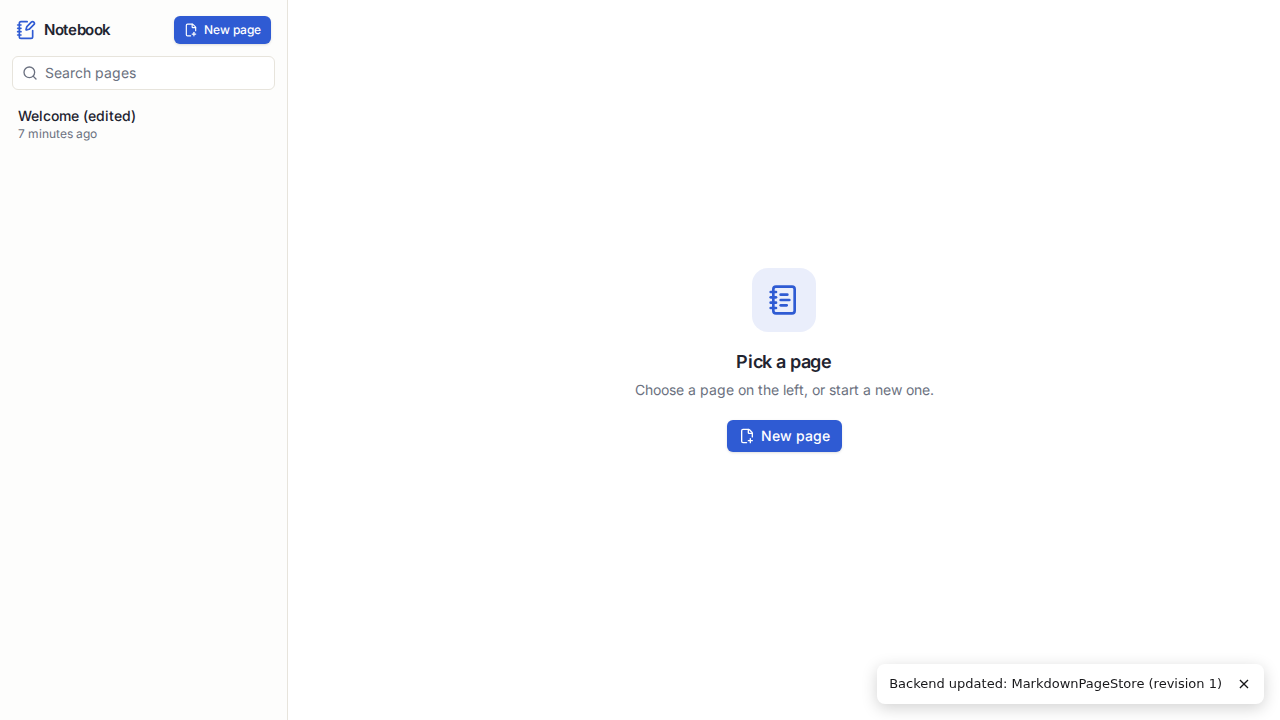 Notebook
New page
Search pages
Welcome (edited)
7 minutes ago
Pick a page
Choose a page on the left, or start a new one.
New page
Backend updated: MarkdownPageStore (revision 1)